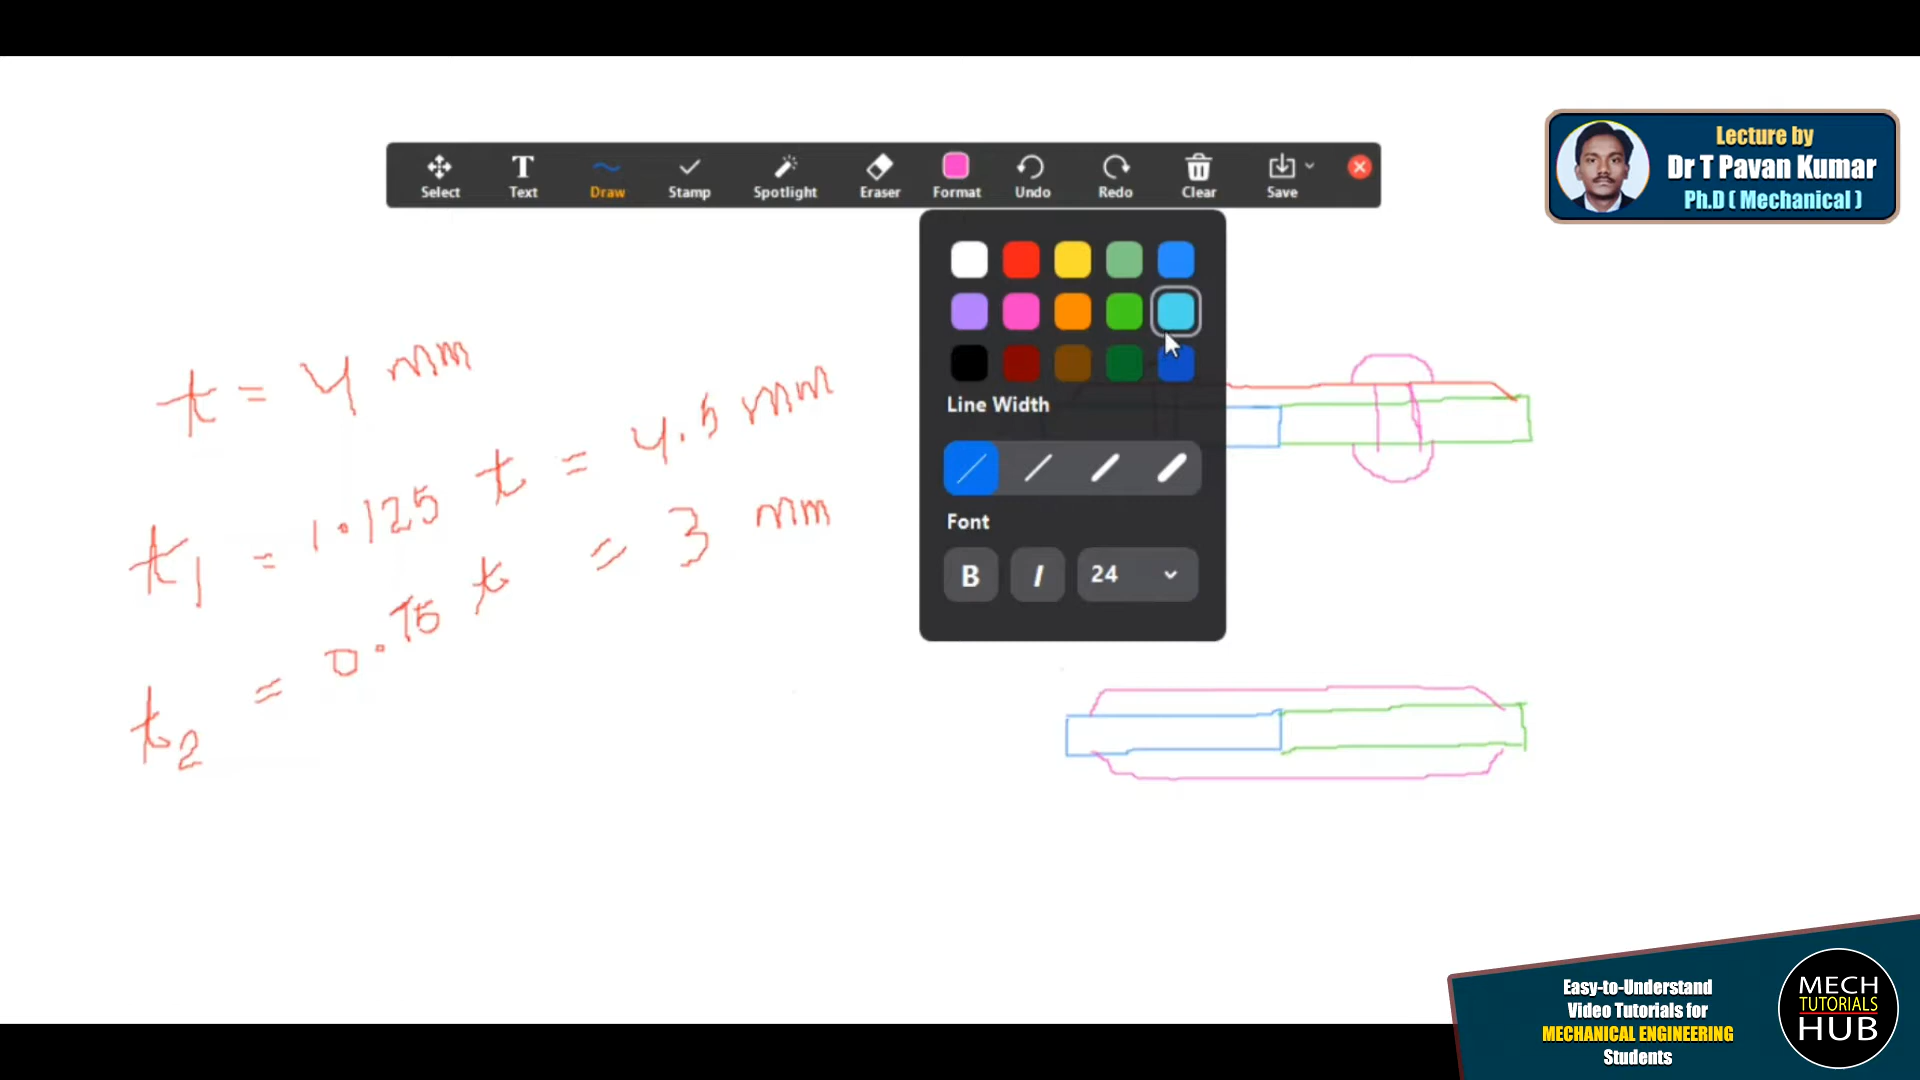 Select Text Draw Stamp Spotlight Eraser Format Undo Redo Clear Save
Lecture by
Dr T Pavan Kumar
Ph.D ( Mechanical )
Line Width
Font
B I 24
t = 4 mm
t1 = 1.125 t = 4.5 mm
t2 = 0.75 t = 3 mm
Easy-to-Understand
Video Tutorials for
MECHANICAL ENGINEERING
Students
MECH
TUTORIALS
HUB